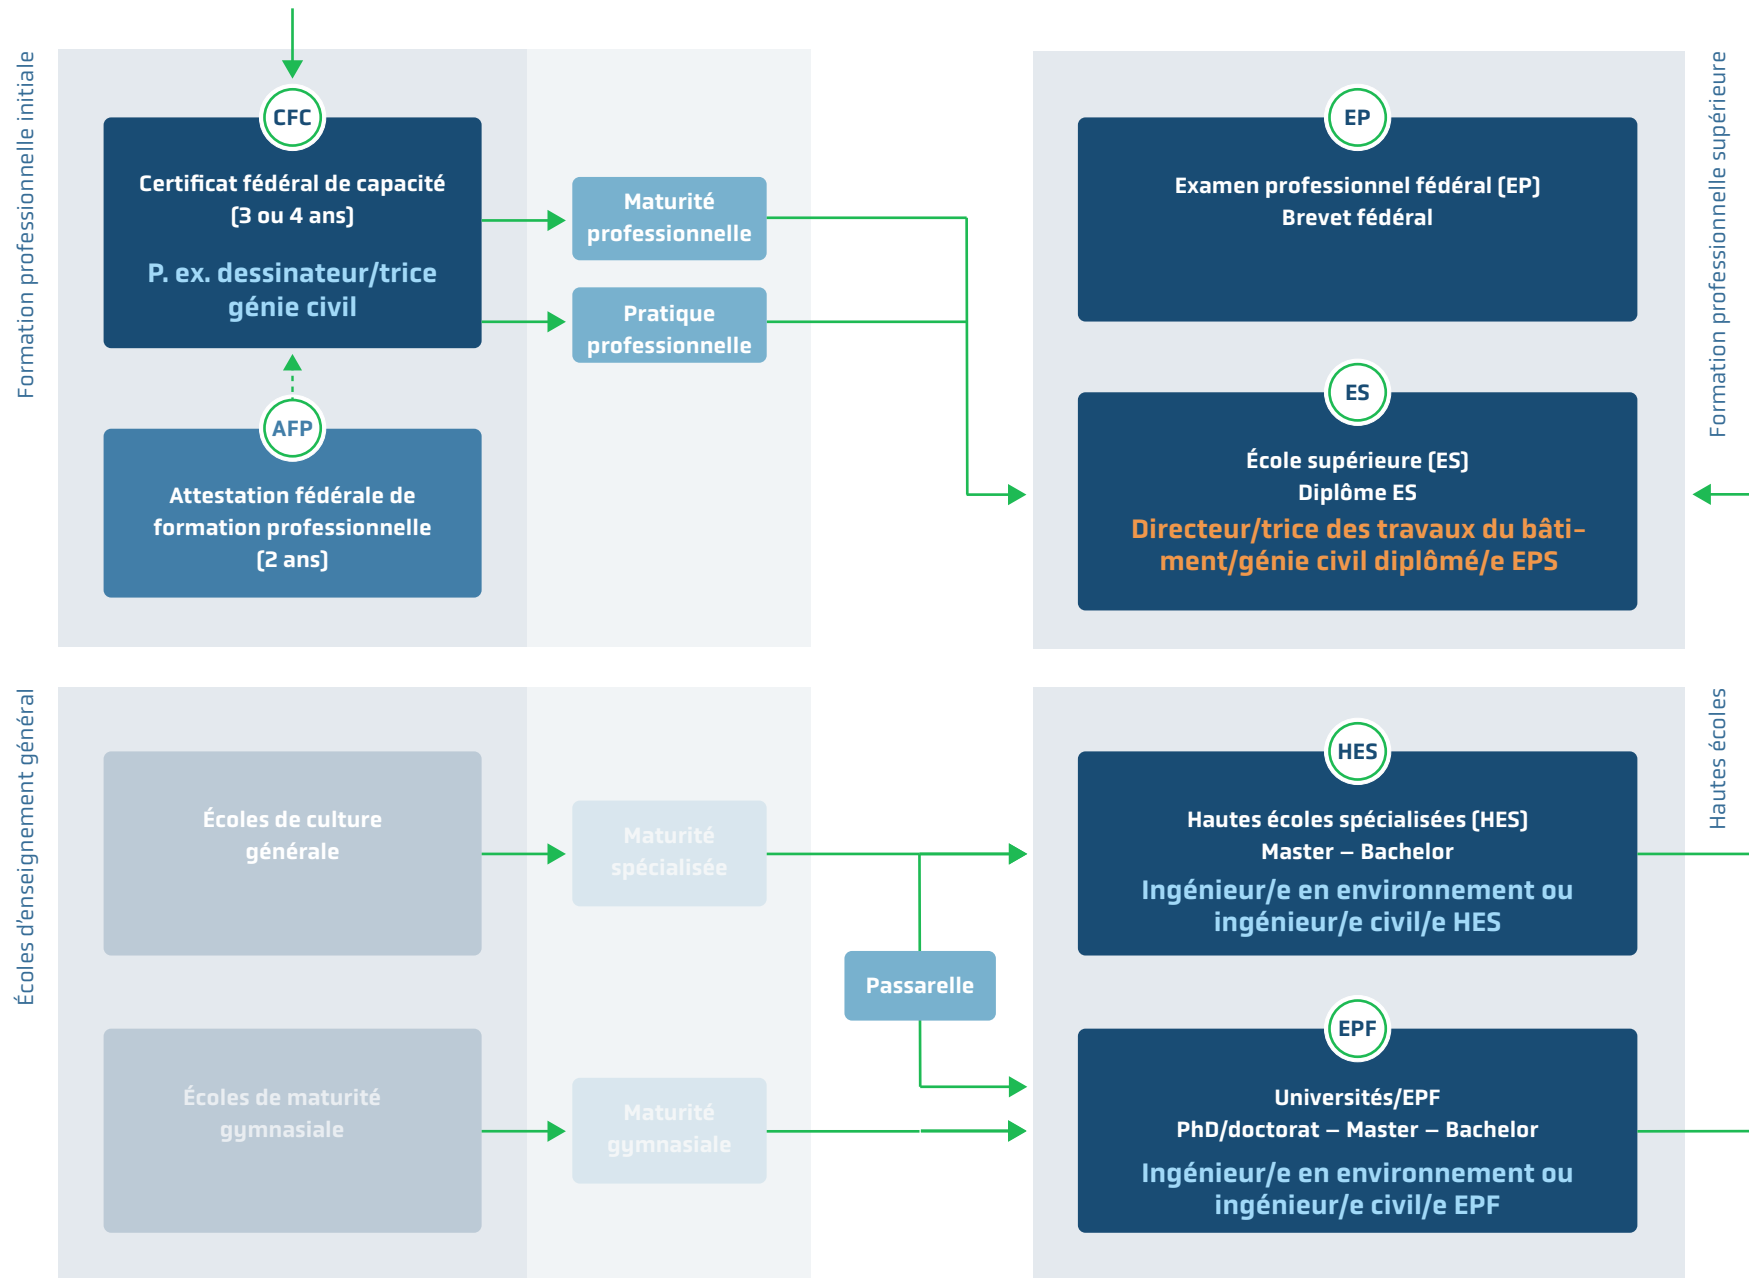 Formation professionnelle initiale
CFC
Certificat fédéral de capacité
(3 ou 4 ans)
P. ex. dessinateur/trice
génie civil
AFP
Attestation fédérale de
formation professionnelle
(2 ans)
Maturité
professionnelle
Pratique
professionnelle
EP
Examen professionnel fédéral (EP)
Brevet fédéral
ES
École supérieure (ES)
Diplôme ES
Directeur/trice des travaux du bâti–
ment/génie civil diplômé/e EPS
Formation professionnelle supérieure
Écoles d'enseignement général
Écoles de culture
générale
Maturité
spécialisée
Écoles de maturité
gymnasiale
Maturité
gymnasiale
Passarelle
HES
Hautes écoles spécialisées (HES)
Master – Bachelor
Ingénieur/e en environnement ou
ingénieur/e civil/e HES
EPF
Universités/EPF
PhD/doctorat – Master – Bachelor
Ingénieur/e en environnement ou
ingénieur/e civil/e EPF
Hautes écoles